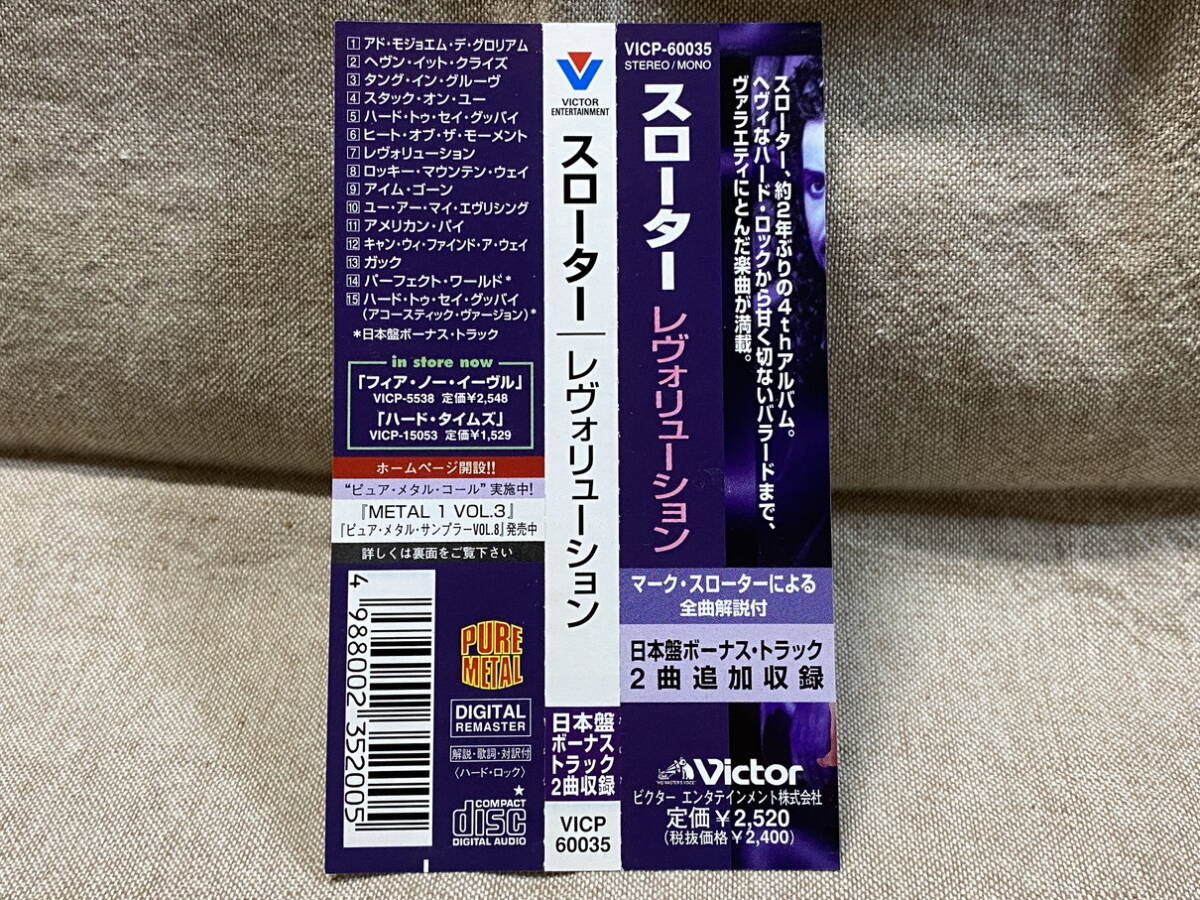 1 アド・モジョエム・デ・グロリアム
2 ヘヴン・イット・クライズ
3 タング・イン・グルーヴ
4 スタック・オン・ユー
5 ハード・トゥ・セイ・グッバイ
6 ヒート・オブ・ザ・モーメント
7 レヴォリューション
8 ロッキー・マウンテン・ウェイ
9 アイム・ゴーン
10 ユー・アー・マイ・エヴリシング
11 アメリカン・パイ
12 キャン・ウィ・ファインド・ア・ウェイ
13 ガック
14 パーフェクト・ワールド*
15 ハード・トゥ・セイ・グッバイ
(アコースティック・ヴァージョン)*
*日本盤ボーナス・トラック
in store now
「フィア・ノー・イーヴル」
VICP-5538 定価¥2,548
「ハード・タイムズ」
VICP-15053 定価¥1,529
ホームページ開設!!
“ピュア・メタル・コール”実施中!
『METAL 1 VOL.3』
『ピュア・メタル・サンプラーVOL.8』発売中
詳しくは裏面をご覧下さい
4 988002 352005
PURE
METAL
DIGITAL
REMASTER
解説・歌詞・対訳付
〈ハード・ロック〉
★
COMPACT
disc
DIGITAL AUDIO
VICTOR
ENTERTAINMENT
スローター
レヴォリューション
日本盤
ボーナス
トラック
2曲収録
VICP
60035
VICP-60035
STEREO/MONO
スローター
レヴォリューション
スローター、約2年ぶりの4thアルバム。
ヘヴィなハード・ロックから甘く切ないバラードまで、
ヴァラエティにとんだ楽曲が満載。
マーク・スローターによる
全曲解説付
日本盤ボーナス・トラック
2曲追加収録
"HIS MASTER'S VOICE"
Victor
ビクター エンタテインメント株式会社
定価¥2,520
(税抜価格¥2,400)